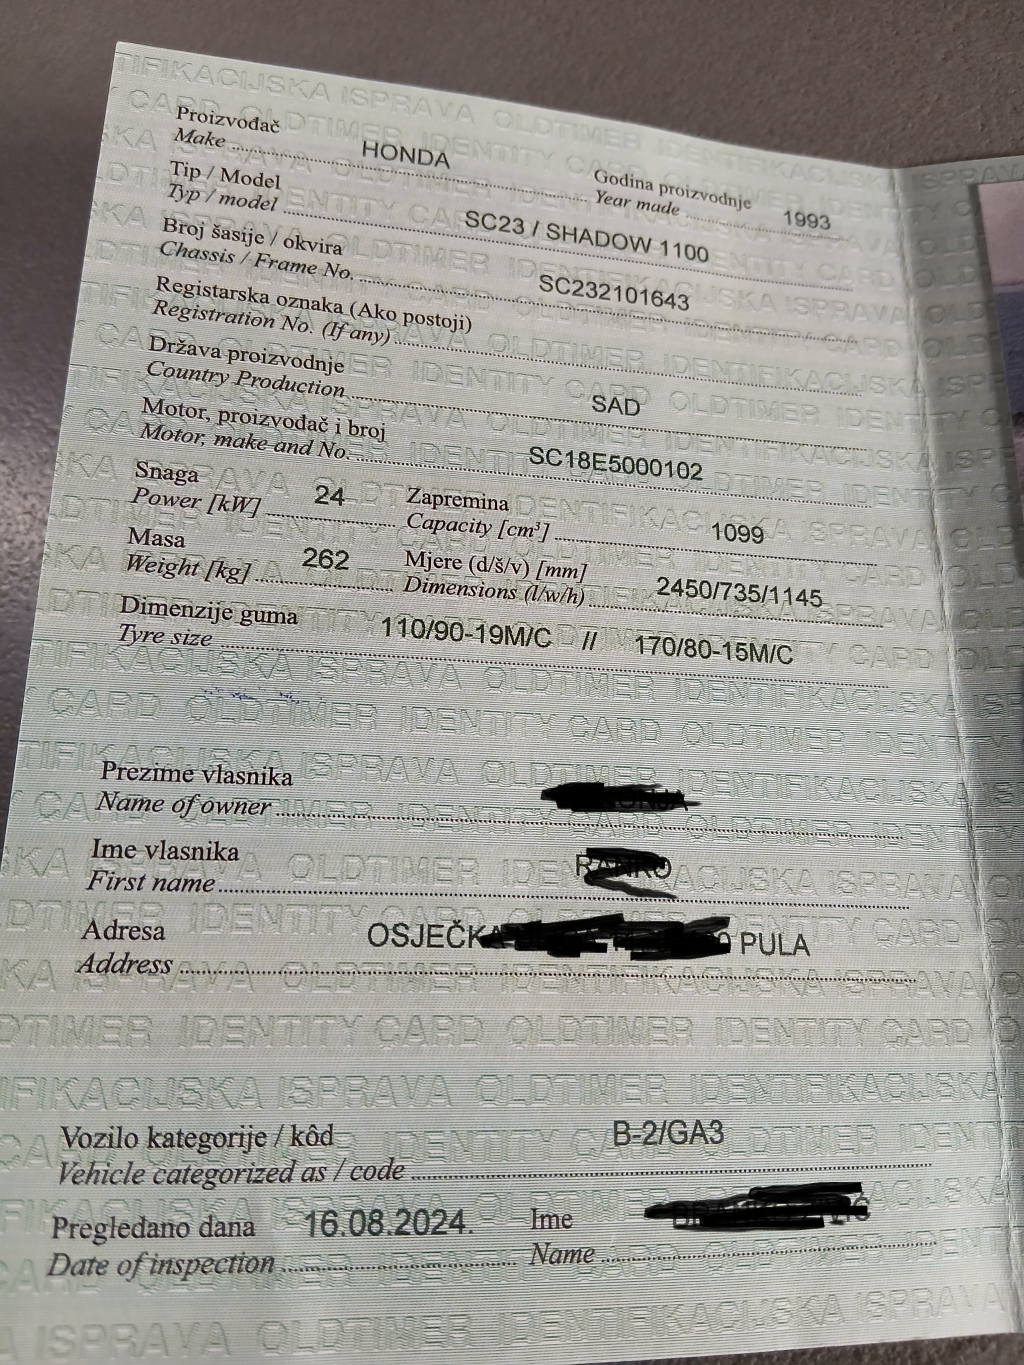 Proizvođač
Make HONDA
Godina proizvodnje
Year made 1993
Tip / Model
Typ / model SC23 / SHADOW 1100
Broj šasije / okvira
Chassis / Frame No. SC232101643
Registarska oznaka (Ako postoji)
Registration No. (If any)
Država proizvodnje
Country Production SAD
Motor, proizvođač i broj
Motor, make and No. SC18E5000102
Snaga
Power [kW] 24
Zapremina
Capacity [cm³] 1099
Masa
Weight [kg] 262
Mjere (d/š/v) [mm]
Dimensions (l/w/h) 2450/735/1145
Dimenzije guma
Tyre size 110/90-19M/C // 170/80-15M/C
Prezime vlasnika
Name of owner
Ime vlasnika
First name
Adresa OSJEČKA PULA
Address
Vozilo kategorije / kôd B-2/GA3
Vehicle categorized as / code
Pregledano dana 16.08.2024.
Date of inspection
Ime
Name
IDENTIFIKACIJSKA ISPRAVA OLDTIMER IDENTITY CARD